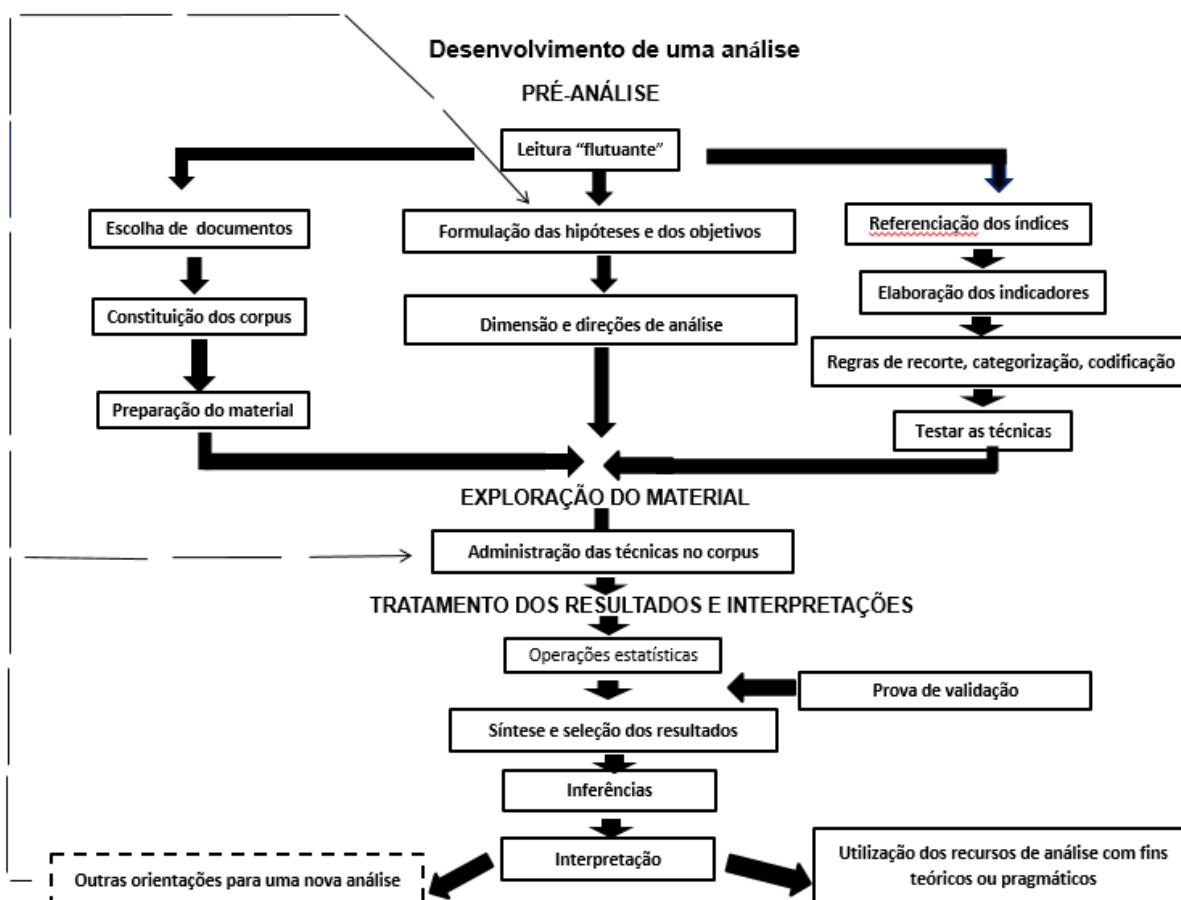 Desenvolvimento de uma análise
PRÉ-ANÁLISE
Leitura “flutuante”
Escolha de documentos
Formulação das hipóteses e dos objetivos
Referenciação dos índices
Constituição dos corpus
Dimensão e direções de análise
Elaboração dos indicadores
Regras de recorte, categorização, codificação
Preparação do material
Testar as técnicas
EXPLORAÇÃO DO MATERIAL
Administração das técnicas no corpus
TRATAMENTO DOS RESULTADOS E INTERPRETAÇÕES
Operações estatísticas
Prova de validação
Síntese e seleção dos resultados
Inferências
Interpretação
Outras orientações para uma nova análise
Utilização dos recursos de análise com fins
teóricos ou pragmáticos